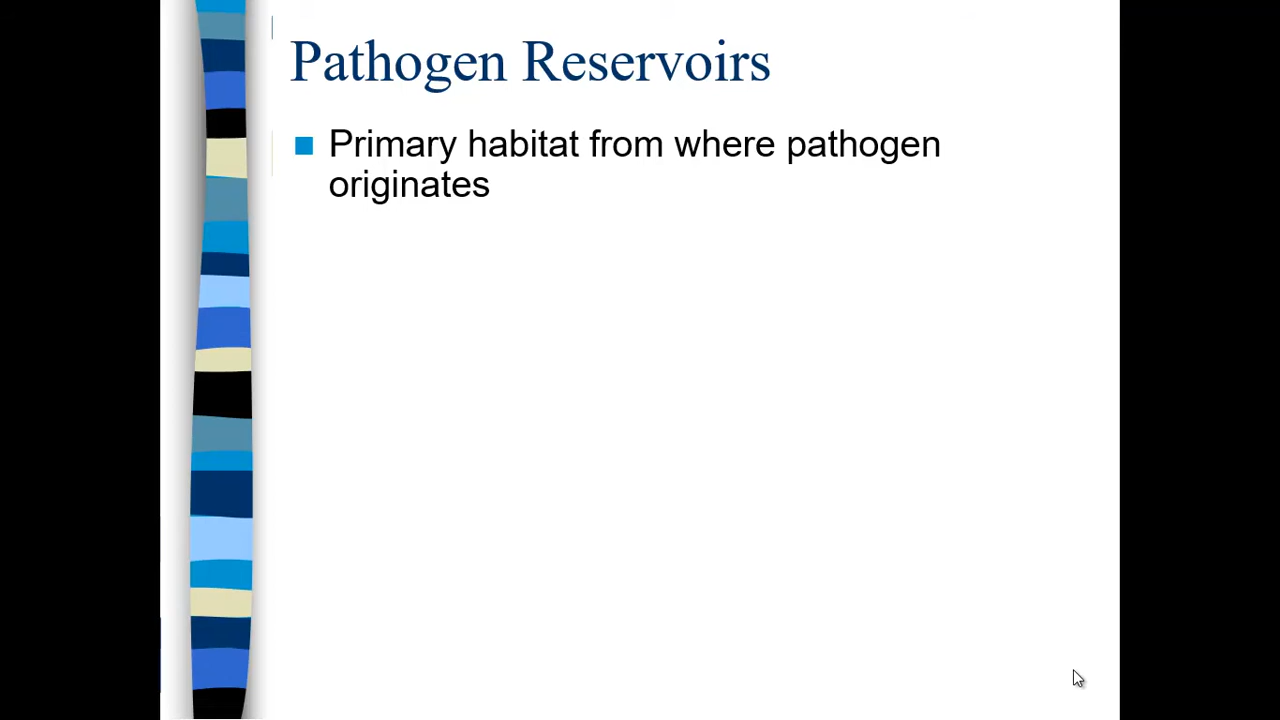 Pathogen Reservoirs
Primary habitat from where pathogen
originates